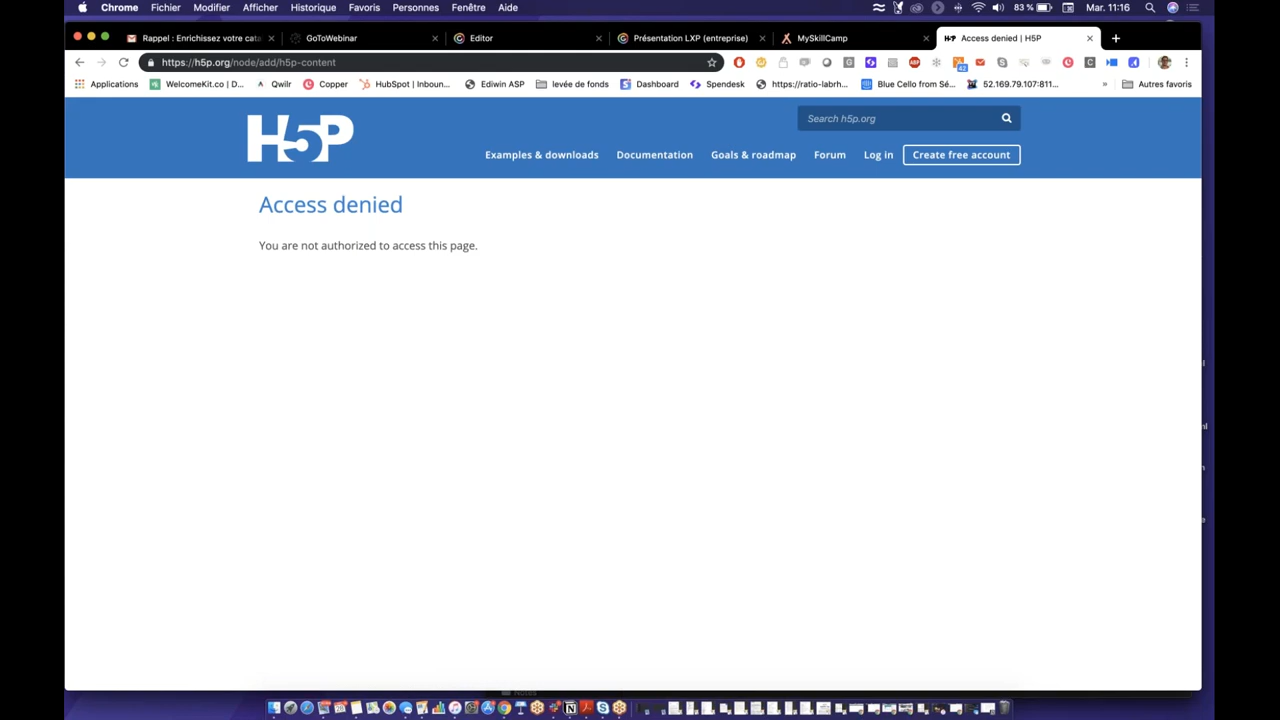 Chrome Fichier Modifier Afficher Historique Favoris Personnes Fenêtre Aide 83 % Mar. 11:16
Rappel : Enrichissez votre cata GoToWebinar Editor Présentation LXP (entreprise) MySkillCamp H5P Access denied | H5P
https://h5p.org/node/add/h5p-content
Applications WelcomeKit.co | D... Qwilr Copper HubSpot | Inboun... Ediwin ASP levée de fonds Dashboard Spendesk https://ratio-labrh... Blue Cello from Sé... 52.169.79.107:811... » Autres favoris
H5P
Search h5p.org
Examples & downloads Documentation Goals & roadmap Forum Log in Create free account
Access denied
You are not authorized to access this page.
Notes